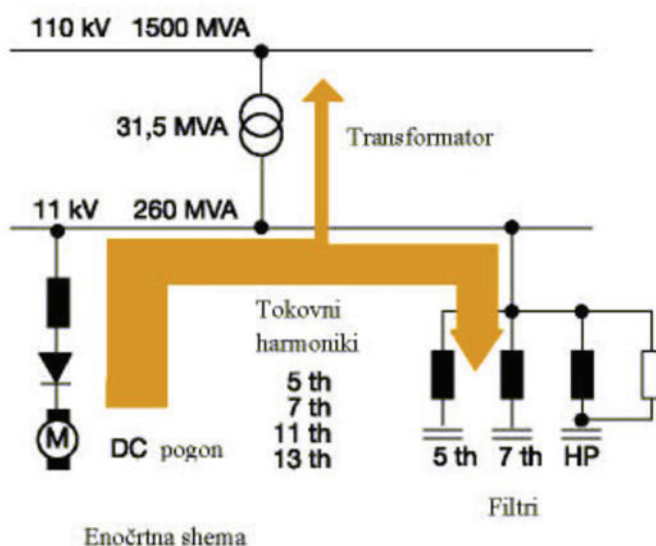 110 kV 1500 MVA
31,5 MVA
Transformator
11 kV 260 MVA
Tokovni
harmoniki
5 th
7 th
11 th
13 th
M
DC pogon
5 th 7 th HP
Filtri
Enočrtna shema